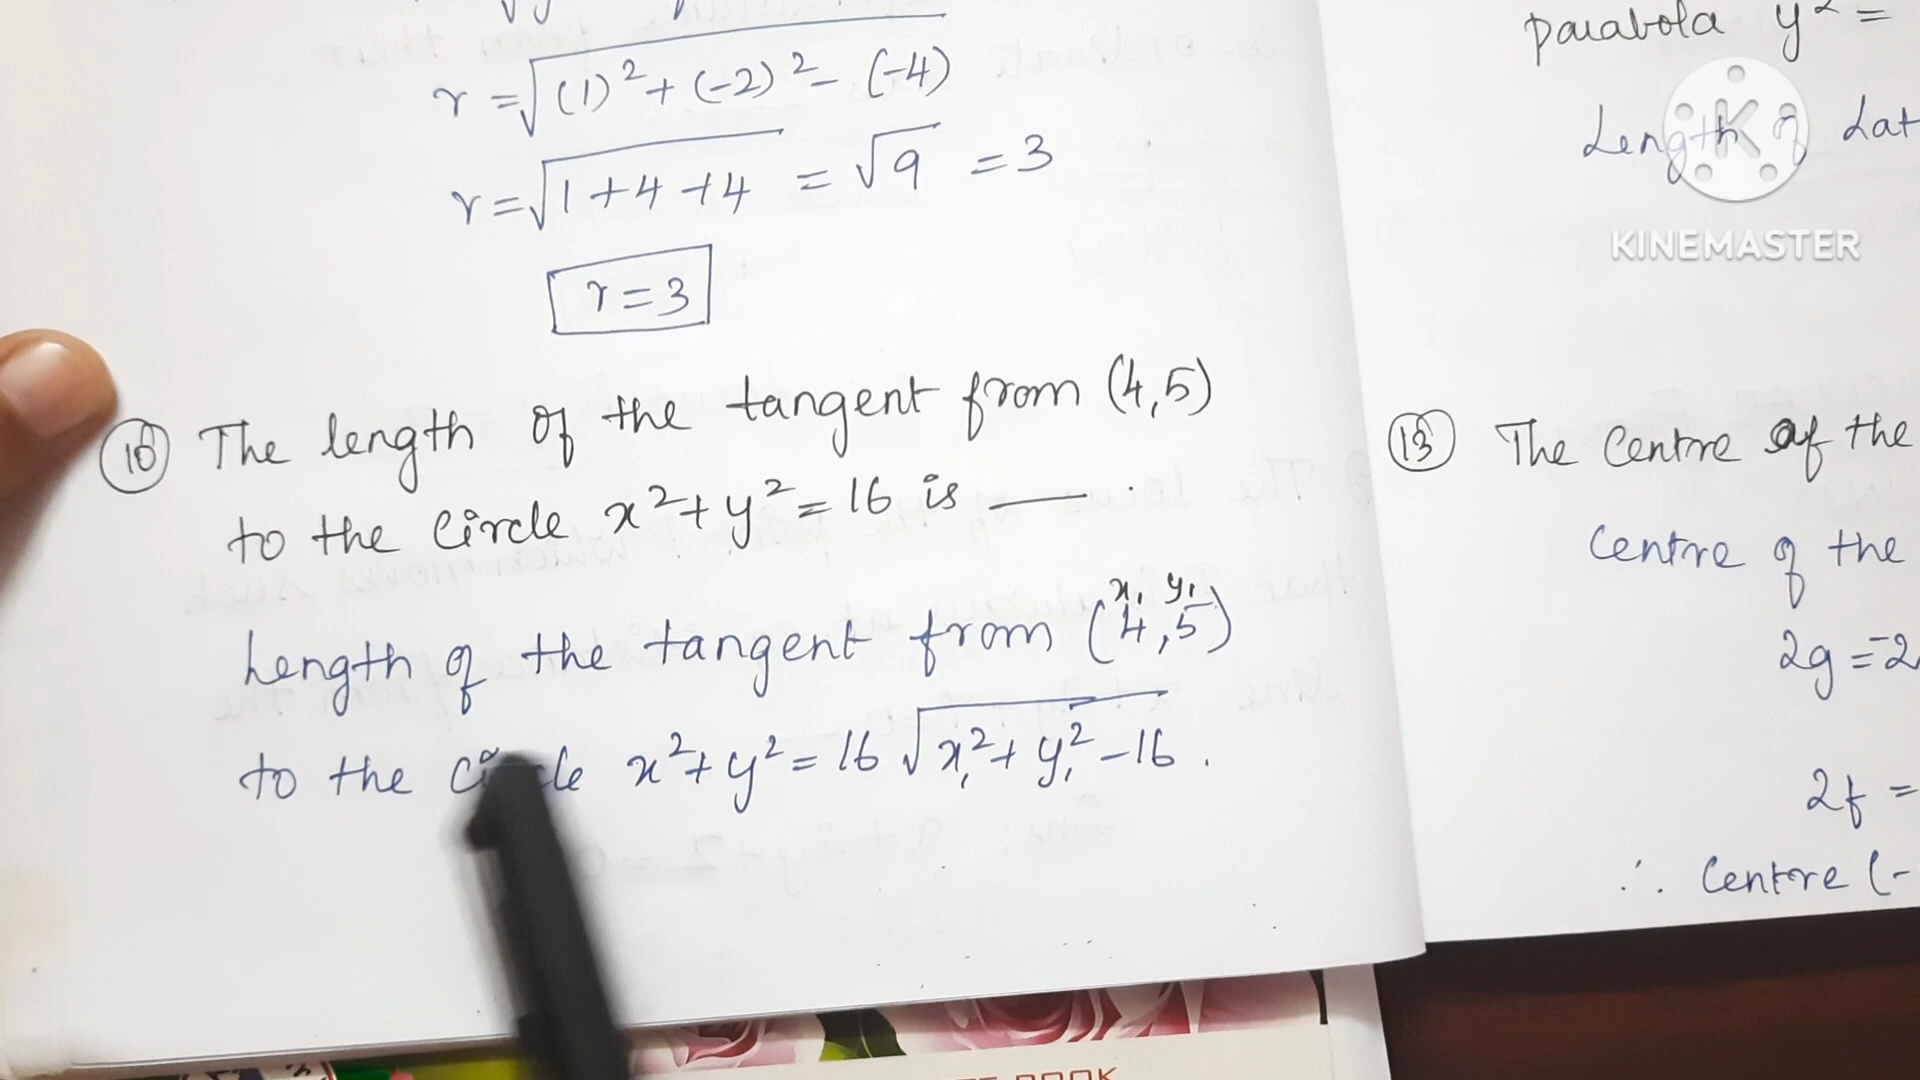 r = √(1)² + (-2)² - (-4)
r = √1+4+4 = √9 = 3
r = 3
10 The length of the tangent from (4,5)
to the circle x² + y² = 16 is —— .
Length of the tangent from (4,5)
x₁ y₁
to the circle x² + y² = 16 √x₁² + y₁² - 16 .
parabola y² =
Length of Lat
KINEMASTER
13 The Centre of the
Centre of the
2g = -2
2f =
∴ Centre (-
BOOK